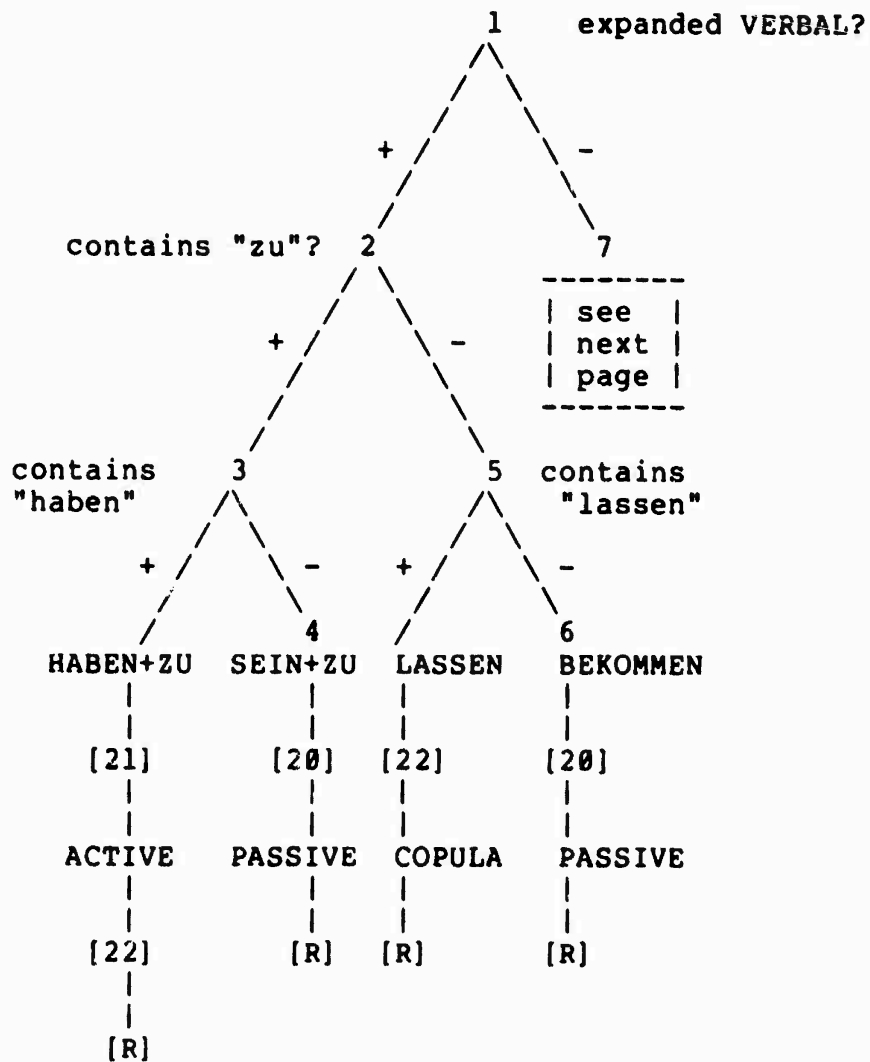 1 expanded VERBAL?
+ -
contains "zu"? 2 7
see
+ - next
page
contains 3 5 contains
"haben" "lassen"
+ - + -
4 6
HABEN+ZU SEIN+ZU LASSEN BEKOMMEN
[21] [20] [22] [20]
ACTIVE PASSIVE COPULA PASSIVE
[22] [R] [R] [R]
[R]